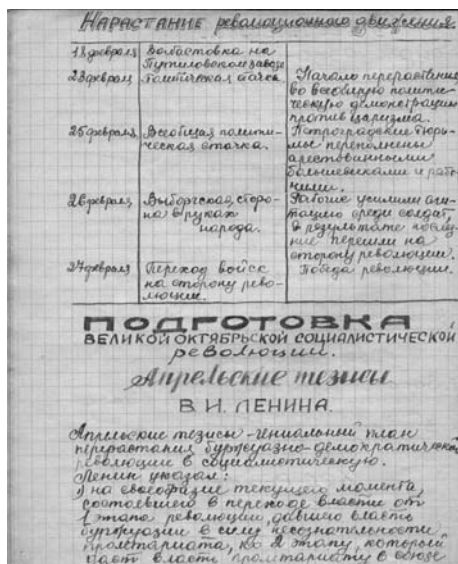 Нарастание революционного движения.
18 февраля Забастовка на
Путиловском заводе
23 февраля Политическая стачка. Начало перерастания
во всеобщую полити-
ческую демонстрацию
против царизма.
25 февраля Всеобщая полити- Петроградские тюрь-
ческая стачка. мы переполнены
арестованными
большевиками и рабо-
чими.
26 февраля Выборгская сторо- Рабочие усилили аги-
на в руках тацию среди солдат,
народа. в результате послед-
ние перешли на
сторону революции.
27 февраля Переход войск Победа революции.
на сторону рево-
люции.
ПОДГОТОВКА
ВЕЛИКОЙ ОКТЯБРЬСКОЙ СОЦИАЛИСТИЧЕСКОЙ
революции.
Апрельские тезисы
В. И. ЛЕНИНА.
Апрельские тезисы - гениальный план
перерастания буржуазно-демократической
революции в социалистическую.
Ленин указал:
1) на своеобразие текущего момента,
состоявшего в переходе власти от
1 этапа революции, давшего власть
буржуазии в силу несознательности
пролетариата, ко 2 этапу, который
даст власть пролетариату в союзе